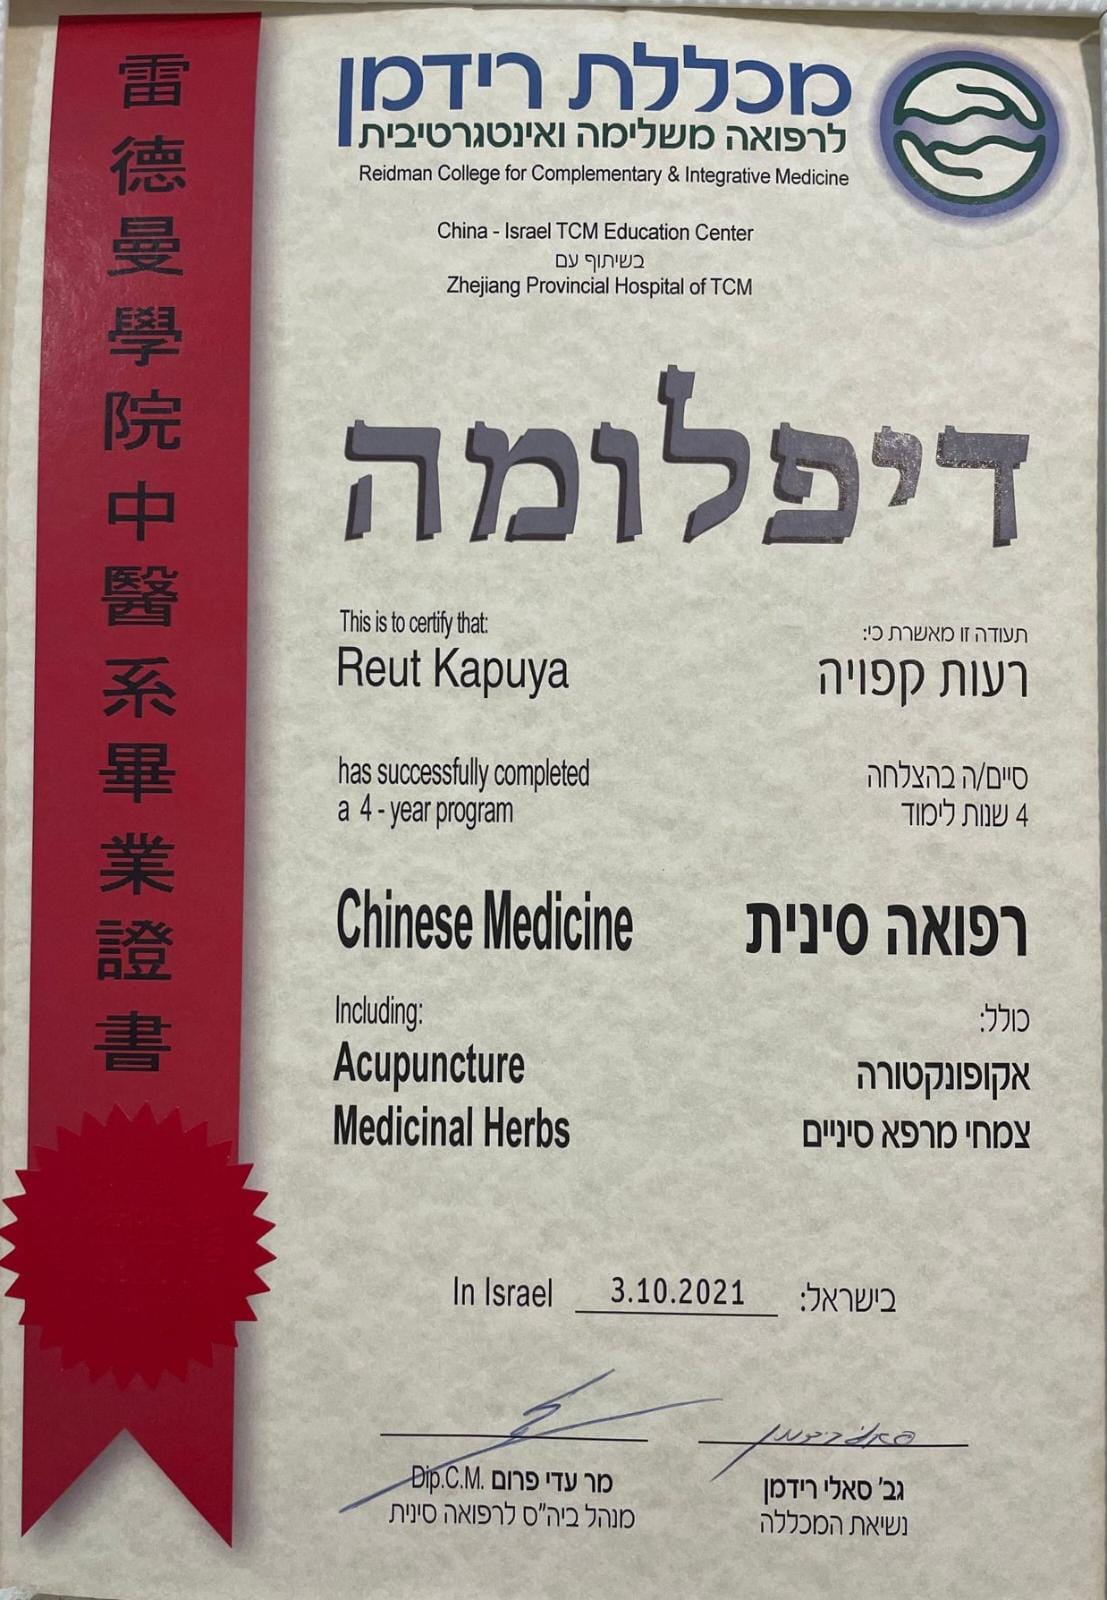 雷德曼學院中醫系畢業證書
מכללת רידמן
לרפואה משלימה ואינטגרטיבית
Reidman College for Complementary & Integrative Medicine
China - Israel TCM Education Center
בשיתוף עם
Zhejiang Provincial Hospital of TCM
דיפלומה
This is to certify that:
תעודה זו מאשרת כי:
Reut Kapuya
רעות קפויה
has successfully completed
סיים/ה בהצלחה
a 4 - year program
4 שנות לימוד
Chinese Medicine
רפואה סינית
Including:
כולל:
Acupuncture
אקופונקטורה
Medicinal Herbs
צמחי מרפא סיניים
In Israel 3.10.2021 בישראל:
מר עדי פרום Dip.C.M.
מנהל ביה"ס לרפואה סינית
גב' סאלי רידמן
נשיאת המכללה